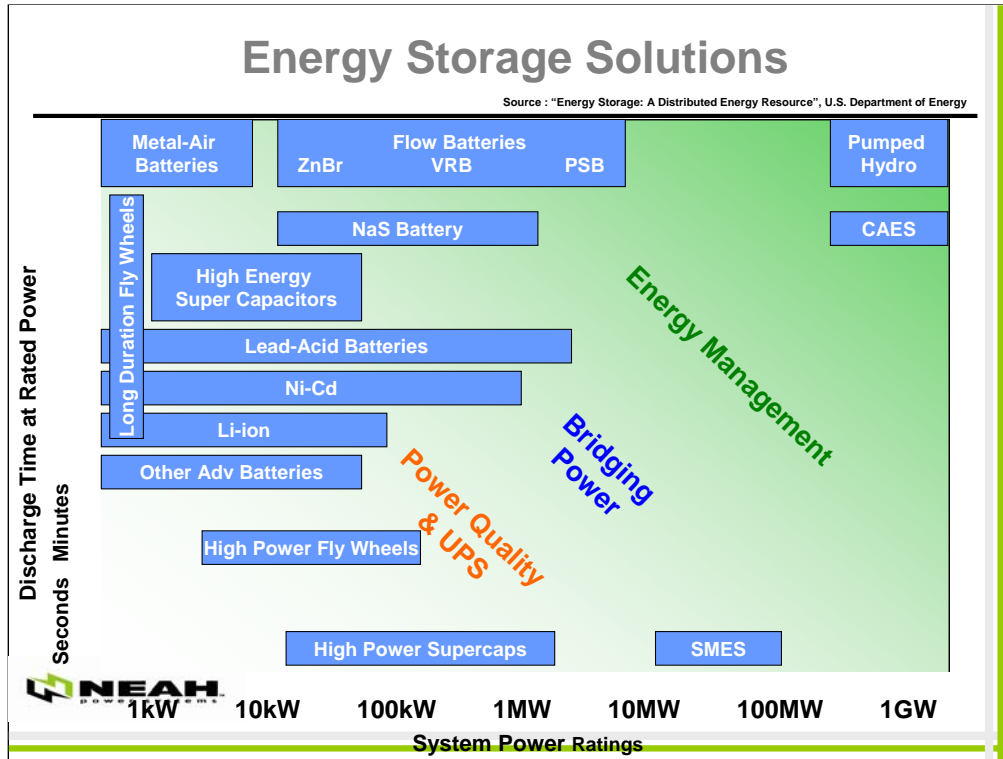 Energy Storage Solutions
Source : “Energy Storage: A Distributed Energy Resource”, U.S. Department of Energy
Metal-Air
Batteries
Flow Batteries
ZnBr VRB PSB
Pumped
Hydro
Long Duration Fly Wheels
NaS Battery
CAES
High Energy
Super Capacitors
Lead-Acid Batteries
Ni-Cd
Li-ion
Other Adv Batteries
High Power Fly Wheels
High Power Supercaps
SMES
Energy Management
Bridging
Power
Power Quality
& UPS
Discharge Time at Rated Power
Seconds Minutes
NEAH
power systems
1kW 10kW 100kW 1MW 10MW 100MW 1GW
System Power Ratings